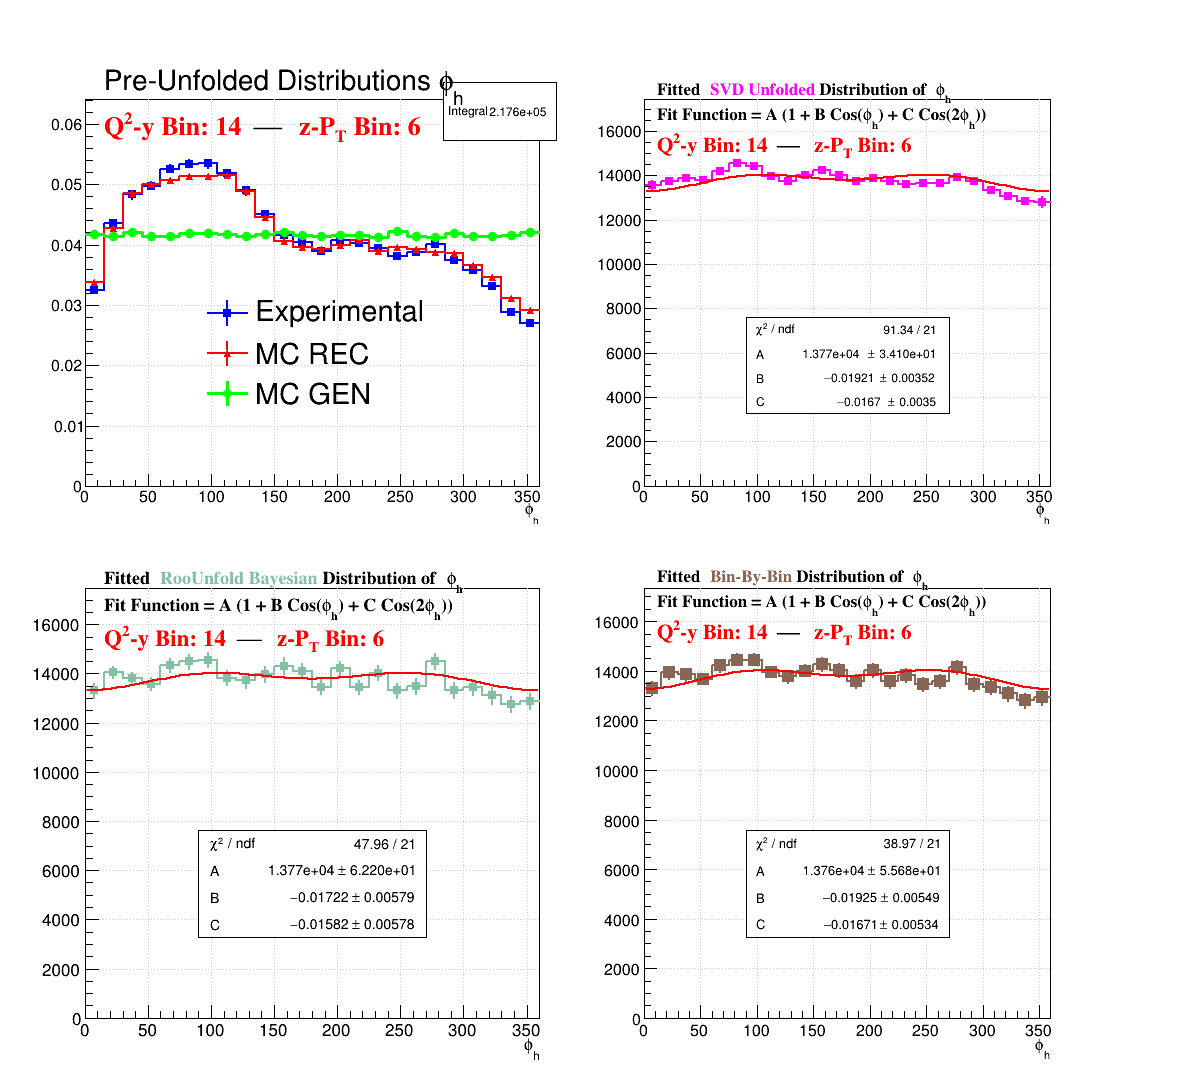 Pre-Unfolded Distributions ϕh
Integral 2.176e+05
Q2-y Bin: 14 — z-PT Bin: 6
0.06
0.05
0.04
0.03
0.02
0.01
0
Experimental
MC REC
MC GEN
0 50 100 150 200 250 300 350
ϕh
Fitted SVD Unfolded Distribution of ϕh
Fit Function = A (1 + B Cos(ϕh) + C Cos(2ϕh))
Q2-y Bin: 14 — z-PT Bin: 6
16000
14000
12000
10000
8000
6000
4000
2000
0
χ2 / ndf 91.34 / 21
A 1.377e+04 ± 3.410e+01
B −0.01921 ± 0.00352
C −0.0167 ± 0.0035
0 50 100 150 200 250 300 350
ϕh
Fitted RooUnfold Bayesian Distribution of ϕh
Fit Function = A (1 + B Cos(ϕh) + C Cos(2ϕh))
Q2-y Bin: 14 — z-PT Bin: 6
16000
14000
12000
10000
8000
6000
4000
2000
0
χ2 / ndf 47.96 / 21
A 1.377e+04 ± 6.220e+01
B −0.01722 ± 0.00579
C −0.01582 ± 0.00578
0 50 100 150 200 250 300 350
ϕh
Fitted Bin-By-Bin Distribution of ϕh
Fit Function = A (1 + B Cos(ϕh) + C Cos(2ϕh))
Q2-y Bin: 14 — z-PT Bin: 6
16000
14000
12000
10000
8000
6000
4000
2000
0
χ2 / ndf 38.97 / 21
A 1.376e+04 ± 5.568e+01
B −0.01925 ± 0.00549
C −0.01671 ± 0.00534
0 50 100 150 200 250 300 350
ϕh